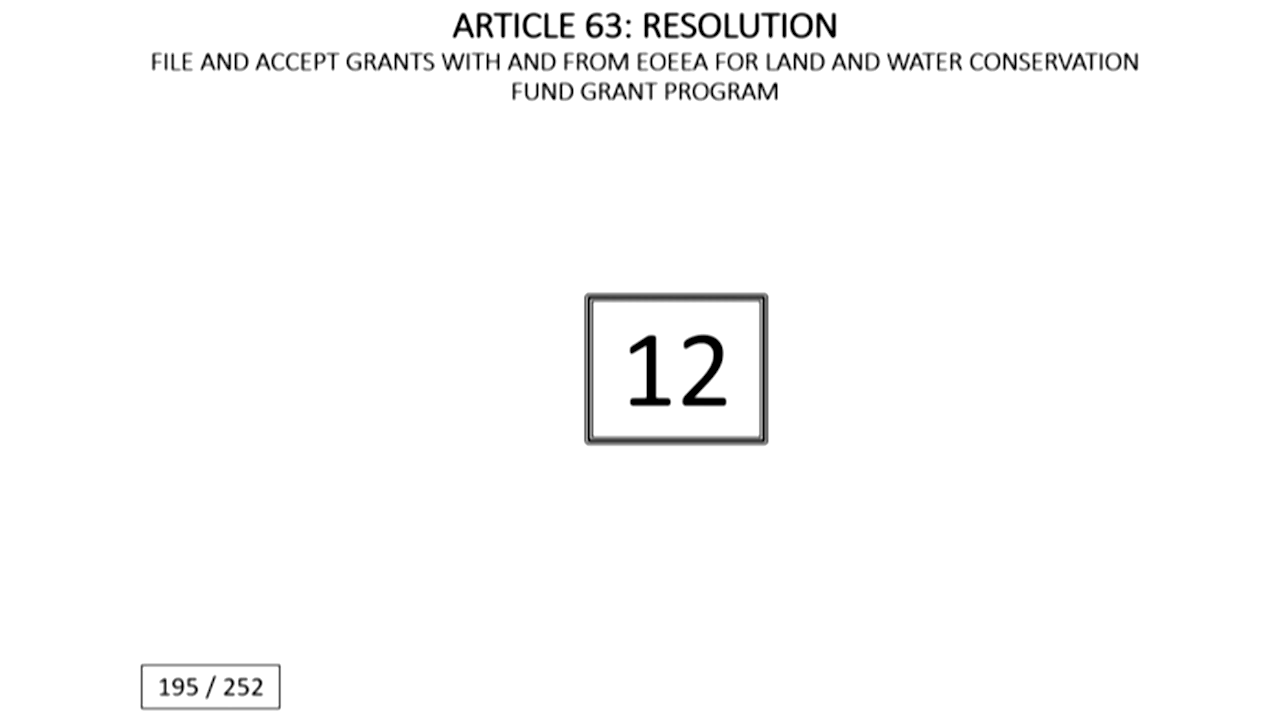 ARTICLE 63: RESOLUTION
FILE AND ACCEPT GRANTS WITH AND FROM EOEEA FOR LAND AND WATER CONSERVATION
FUND GRANT PROGRAM
12
195 / 252